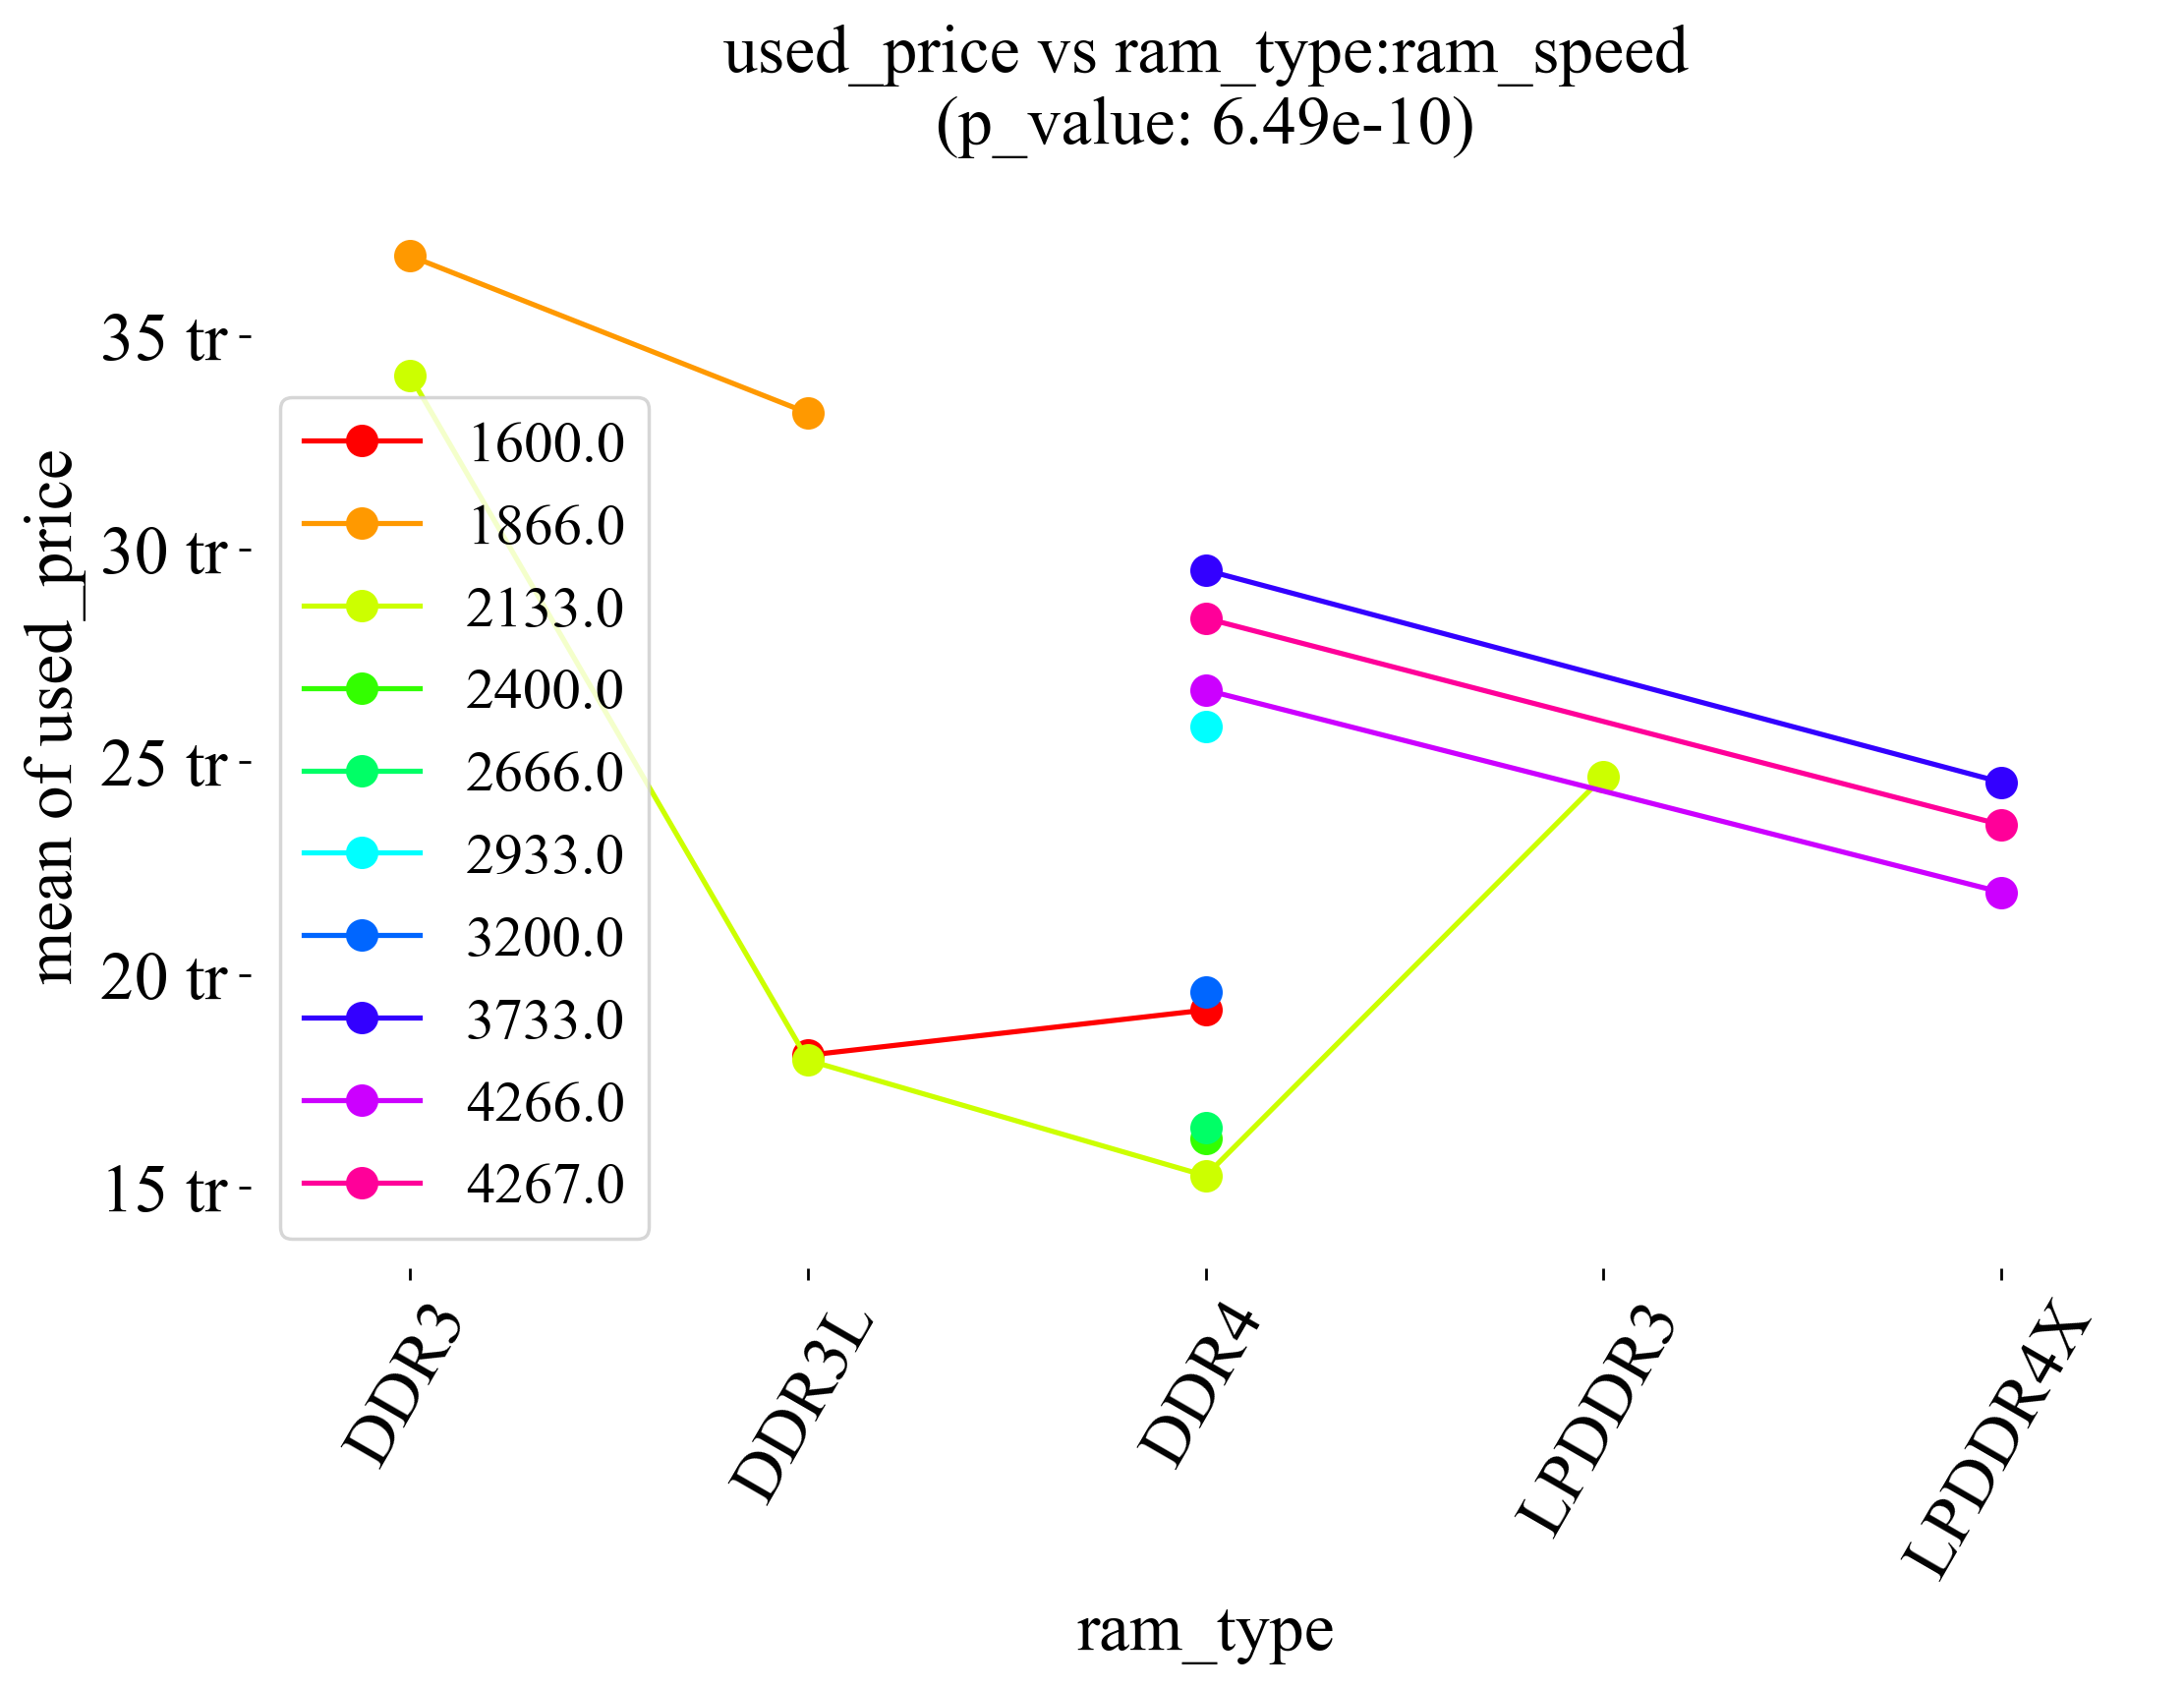 used_price vs ram_type:ram_speed
(p_value: 6.49e-10)
mean of used_price
35 tr
30 tr
25 tr
20 tr
15 tr
1600.0
1866.0
2133.0
2400.0
2666.0
2933.0
3200.0
3733.0
4266.0
4267.0
DDR3
DDR3L
DDR4
LPDDR3
LPDDR4X
ram_type